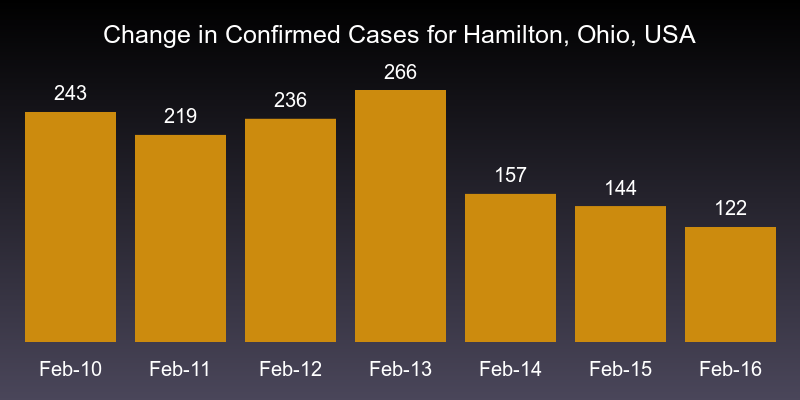 Change in Confirmed Cases for Hamilton, Ohio, USA
243 219 236 266 157 144 122
Feb-10 Feb-11 Feb-12 Feb-13 Feb-14 Feb-15 Feb-16